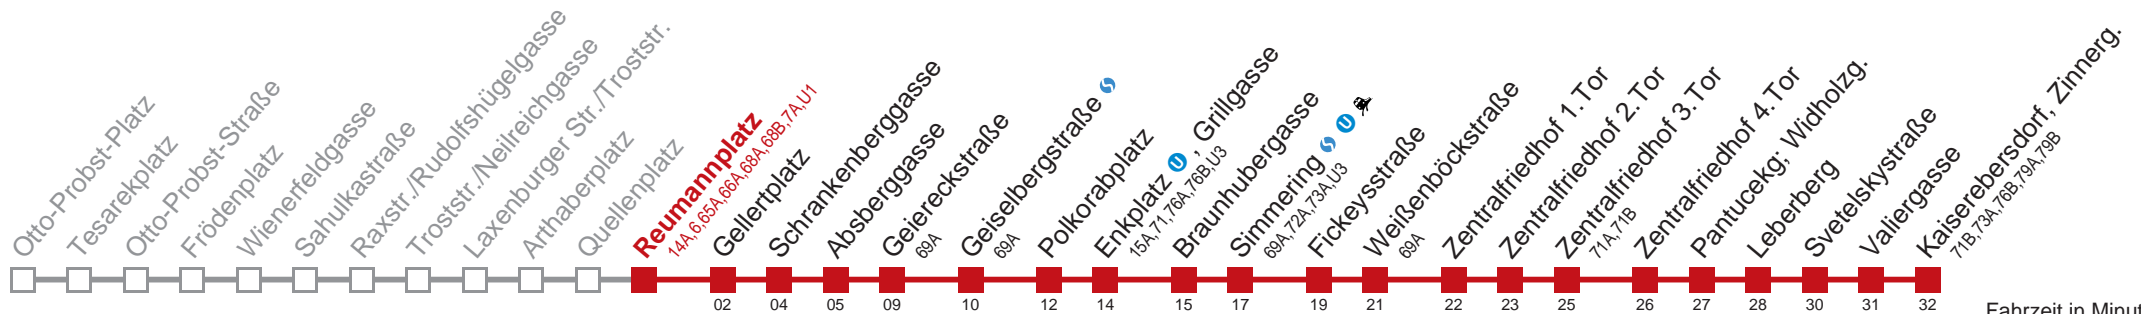 Otto-Probst-Platz
Tesarekplatz
Otto-Probst-Straße
Frödenplatz
Wienerfeldgasse
Sahulkastraße
Raxstr./Rudolfshügelgasse
Troststr./Neilreichgasse
Laxenburger Str./Troststr.
Arthaberplatz
Quellenplatz
Reumannplatz
14A,6,65A,66A,68A,68B,7A,U1
Gellertplatz
Schrankenberggasse
Absberggasse
Geiereckstraße
69A
Geiselbergstraße S
69A
Polkorabplatz
Enkplatz U , Grillgasse
15A,71,76A,76B,U3
Braunhubergasse
Simmering S U
69A,72A,73A,U3
Fickeysstraße
Weißenböckstraße
69A
Zentralfriedhof 1.Tor
Zentralfriedhof 2.Tor
Zentralfriedhof 3.Tor
71A,71B
Zentralfriedhof 4.Tor
Pantucekg; Widholzg.
Leberberg
Svetelskystraße
Valiergasse
Kaiserebersdorf, Zinnerg.
71B,73A,76B,79A,79B
02 04 05 09 10 12 14 15 17 19 21 22 23 25 26 27 28 30 31 32
Fahrzeit in Minut